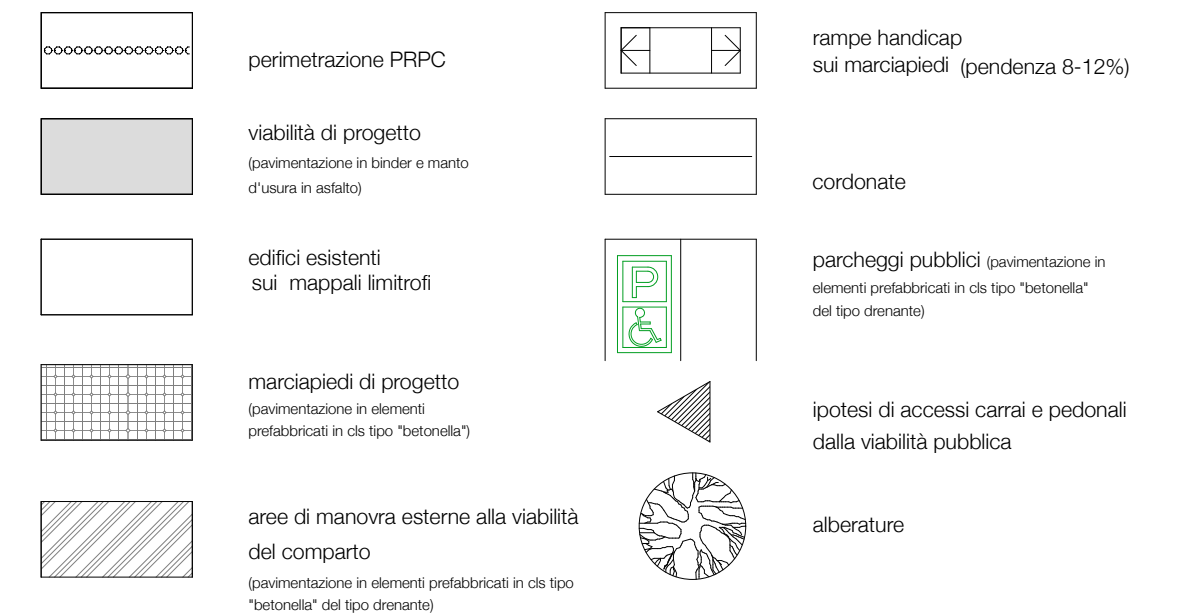 perimetrazione PRPC
viabilità di progetto
(pavimentazione in binder e manto
d'usura in asfalto)
edifici esistenti
sui mappali limitrofi
marciapiedi di progetto
(pavimentazione in elementi
prefabbricati in cls tipo "betonella")
aree di manovra esterne alla viabilità
del comparto
(pavimentazione in elementi prefabbricati in cls tipo
"betonella" del tipo drenante)
rampe handicap
sui marciapiedi (pendenza 8-12%)
cordonate
P
parcheggi pubblici (pavimentazione in
elementi prefabbricati in cls tipo "betonella"
del tipo drenante)
ipotesi di accessi carrai e pedonali
dalla viabilità pubblica
alberature